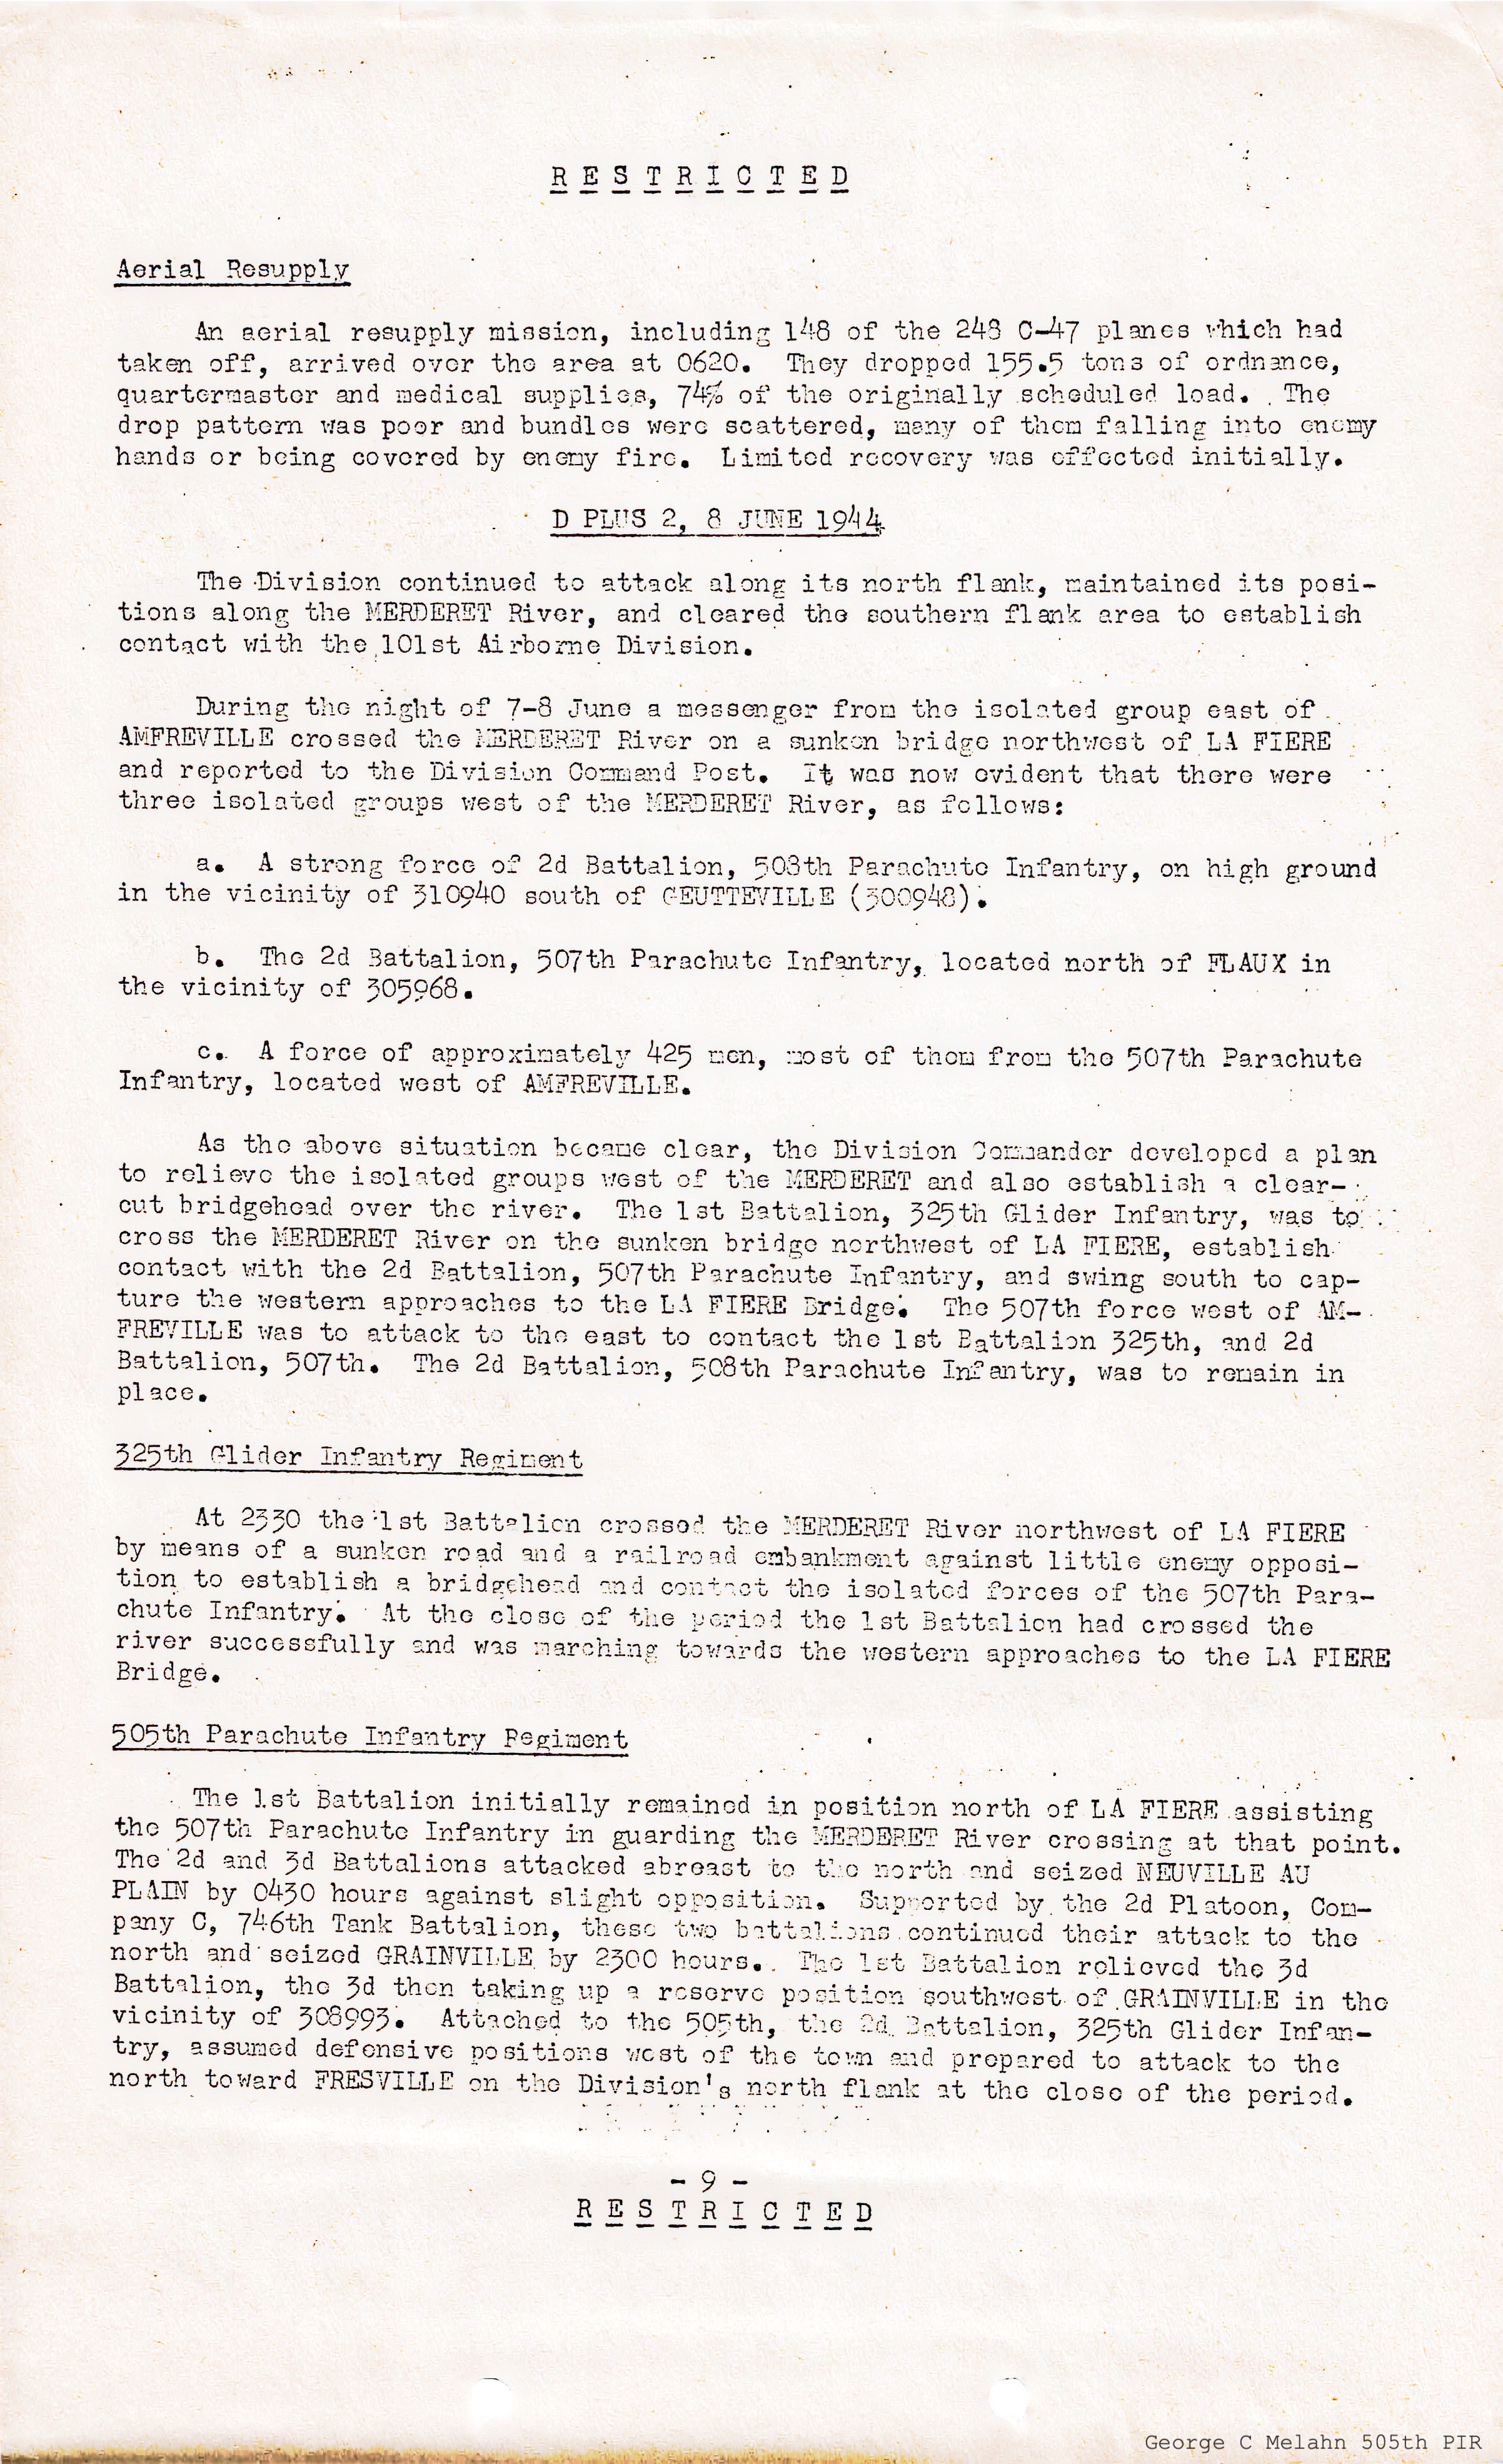 RESTRICTED
Aerial Resupply
An aerial resupply mission, including 148 of the 248 C-47 planes which had
taken off, arrived over the area at 0620. They dropped 155.5 tons of ordnance,
quartermaster and medical supplies, 74% of the originally scheduled load. The
drop pattern was poor and bundles were scattered, many of them falling into enemy
hands or being covered by enemy fire. Limited recovery was effected initially.
D PLUS 2, 8 JUNE 1944
The Division continued to attack along its north flank, maintained its posi-
tions along the MERDERET River, and cleared the southern flank area to establish
contact with the 101st Airborne Division.
During the night of 7-8 June a messenger from the isolated group east of
AMFREVILLE crossed the MERDERET River on a sunken bridge northwest of LA FIERE
and reported to the Division Command Post. It was now evident that there were
three isolated groups west of the MERDERET River, as follows:
a. A strong force of 2d Battalion, 508th Parachute Infantry, on high ground
in the vicinity of 310940 south of GEUTTEVILLE (300948).
b. The 2d Battalion, 507th Parachute Infantry, located north of FLAUX in
the vicinity of 305968.
c. A force of approximately 425 men, most of them from the 507th Parachute
Infantry, located west of AMFREVILLE.
As the above situation became clear, the Division Commander developed a plan
to relieve the isolated groups west of the MERDERET and also establish a clear-
cut bridgehead over the river. The 1st Battalion, 325th Glider Infantry, was to
cross the MERDERET River on the sunken bridge northwest of LA FIERE, establish
contact with the 2d Battalion, 507th Parachute Infantry, and swing south to cap-
ture the western approaches to the LA FIERE Bridge. The 507th force west of AM-
FREVILLE was to attack to the east to contact the 1st Battalion 325th, and 2d
Battalion, 507th. The 2d Battalion, 508th Parachute Infantry, was to remain in
place.
325th Glider Infantry Regiment
At 2330 the 1st Battalion crossed the MERDERET River northwest of LA FIERE
by means of a sunken road and a railroad embankment against little enemy opposi-
tion to establish a bridgehead and contact the isolated forces of the 507th Para-
chute Infantry. At the close of the period the 1st Battalion had crossed the
river successfully and was marching towards the western approaches to the LA FIERE
Bridge.
505th Parachute Infantry Regiment
The 1st Battalion initially remained in position north of LA FIERE assisting
the 507th Parachute Infantry in guarding the MERDERET River crossing at that point.
The 2d and 3d Battalions attacked abreast to the north and seized NEUVILLE AU
PLAIN by 0430 hours against slight opposition. Supported by the 2d Platoon, Com-
pany C, 746th Tank Battalion, these two battalions continued their attack to the
north and seized GRAINVILLE by 2300 hours. The 1st Battalion relieved the 3d
Battalion, the 3d then taking up a reserve position southwest of GRAINVILLE in the
vicinity of 308993. Attached to the 505th, the 2d Battalion, 325th Glider Infan-
try, assumed defensive positions west of the town and prepared to attack to the
north toward FRESVILLE on the Division's north flank at the close of the period.
- 9 -
RESTRICTED
George C Melahn 505th PIR